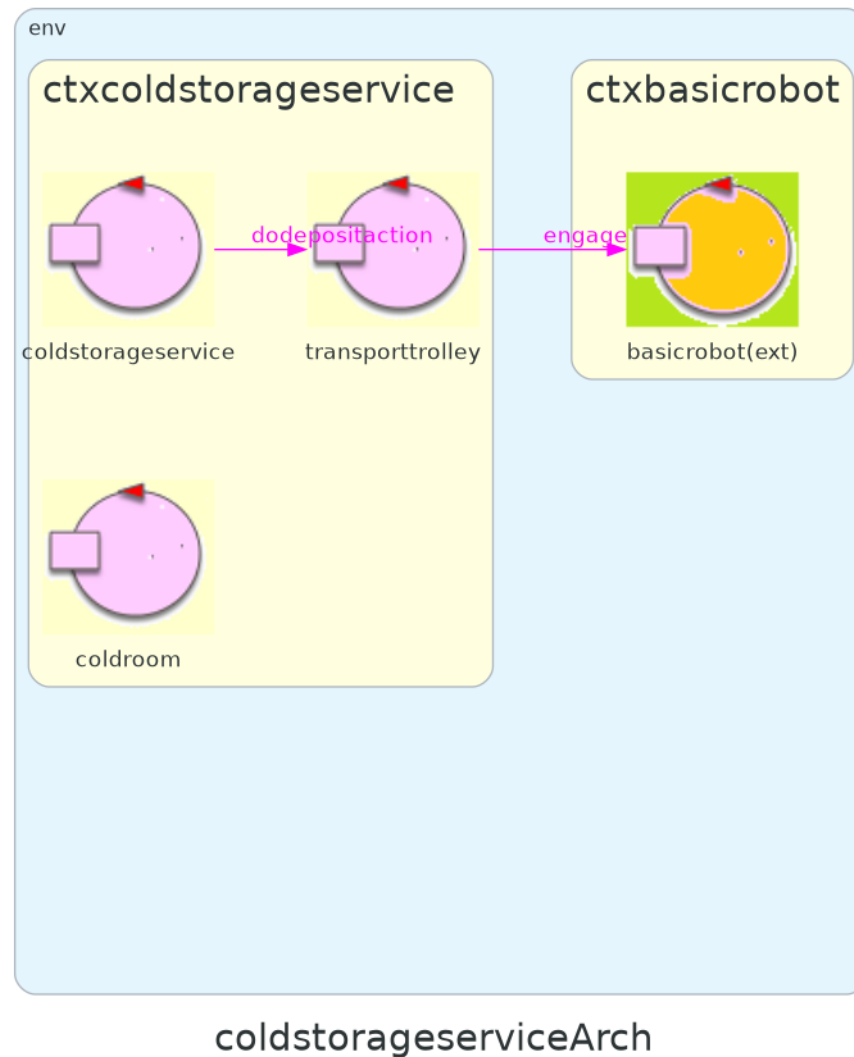 env
ctxcoldstorageservice
ctxbasicrobot
dodepositaction
engage
coldstorageservice
transporttrolley
basicrobot(ext)
coldroom
coldstorageserviceArch